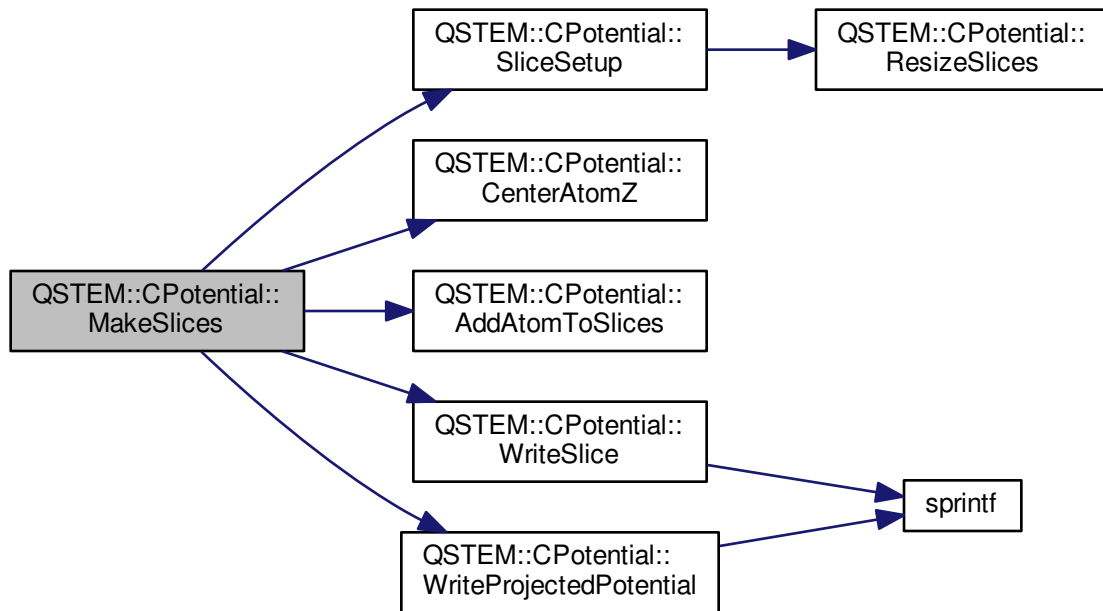 QSTEM::CPotential::
SliceSetup
QSTEM::CPotential::
ResizeSlices
QSTEM::CPotential::
CenterAtomZ
QSTEM::CPotential::
MakeSlices
QSTEM::CPotential::
AddAtomToSlices
QSTEM::CPotential::
WriteSlice
sprintf
QSTEM::CPotential::
WriteProjectedPotential